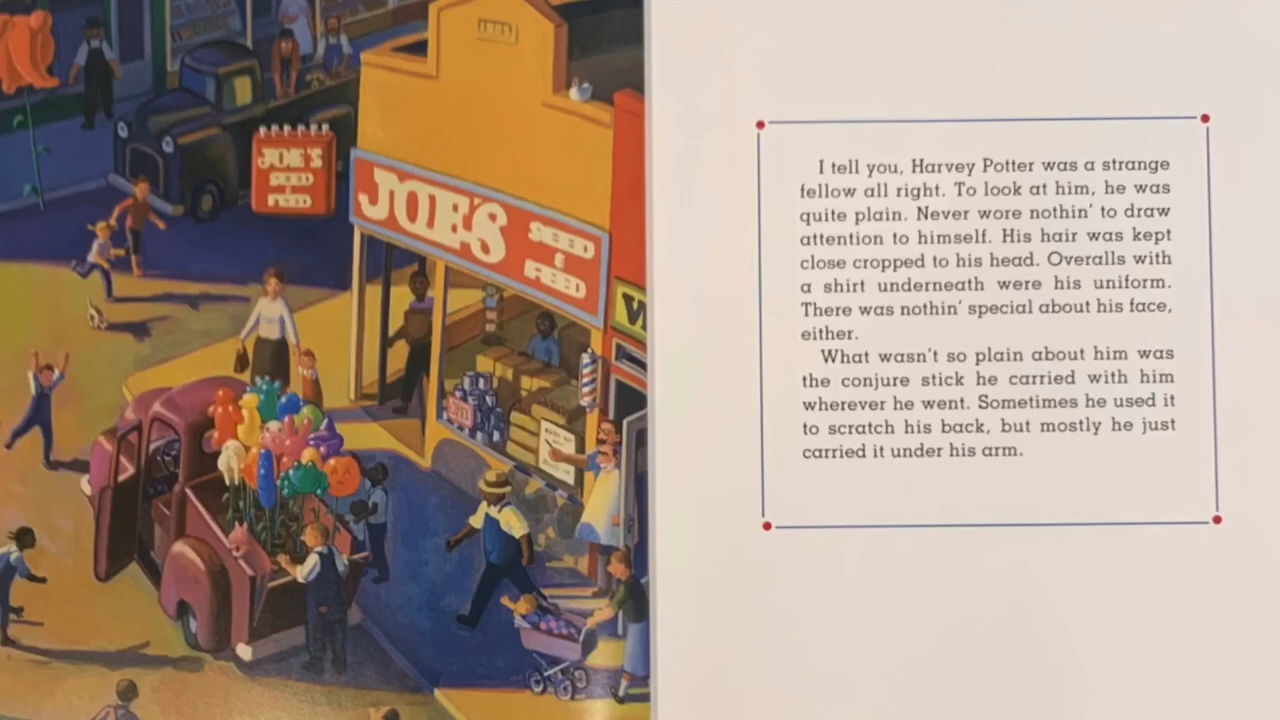 JOE'S
SEED
&
FEED
JOE'S
SEED
&
FEED
I tell you, Harvey Potter was a strange
fellow all right. To look at him, he was
quite plain. Never wore nothin' to draw
attention to himself. His hair was kept
close cropped to his head. Overalls with
a shirt underneath were his uniform.
There was nothin' special about his face,
either.
What wasn't so plain about him was
the conjure stick he carried with him
wherever he went. Sometimes he used it
to scratch his back, but mostly he just
carried it under his arm.